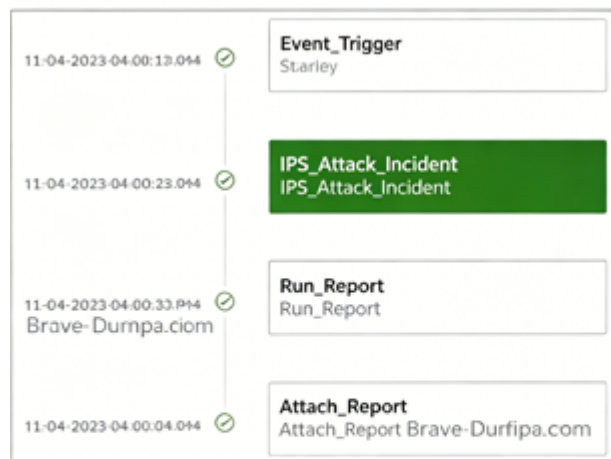 11-04-2023-04:00:13.044
Event_Trigger
Starley
11-04-2023-04:00:23.044
IPS_Attack_Incident
IPS_Attack_Incident
11-04-2023-04:00:33.P44
Brave-Durnpa.ciom
Run_Report
Run_Report
11-04-2023-04:00:04.044
Attach_Report
Attach_Report Brave-Durfipa.com